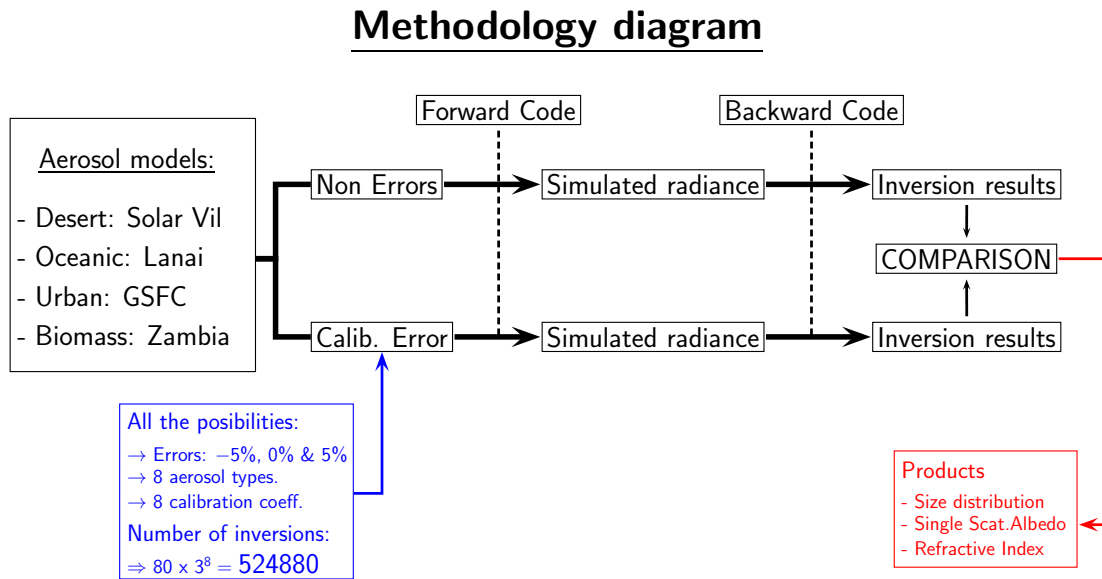 Methodology diagram
Forward Code
Backward Code
Aerosol models:
- Desert: Solar Vil
- Oceanic: Lanai
- Urban: GSFC
- Biomass: Zambia
Non Errors
Simulated radiance
Inversion results
COMPARISON
Calib. Error
Simulated radiance
Inversion results
All the posibilities:
→ Errors: −5%, 0% & 5%
→ 8 aerosol types.
→ 8 calibration coeff.
Number of inversions:
⇒ 80 x 3⁸ = 524880
Products
- Size distribution
- Single Scat.Albedo
- Refractive Index